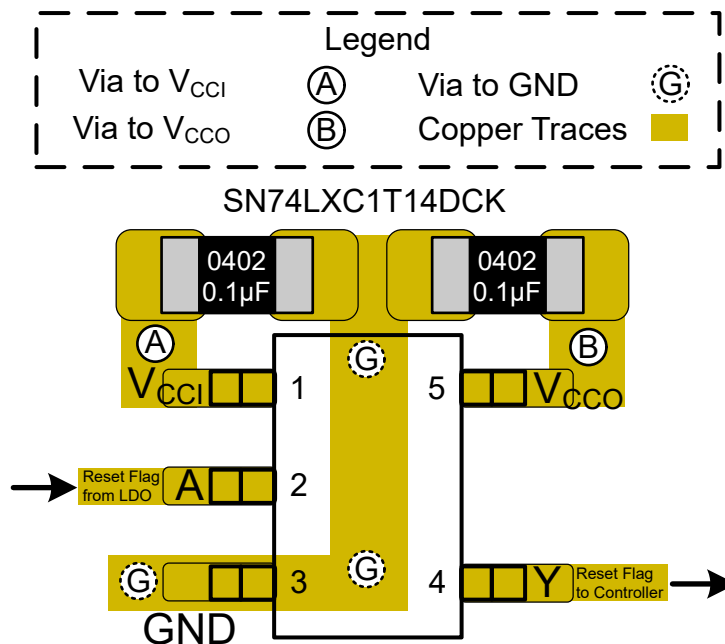 Legend
Via to VCCI A Via to GND G
Via to VCCO B Copper Traces
SN74LXC1T14DCK
0402 0402
0.1µF 0.1µF
A G B
VCCI 1 5 VCCO
Reset Flag
from LDO
A 2
G 3 G 4 Y
Reset Flag
to Controller
GND